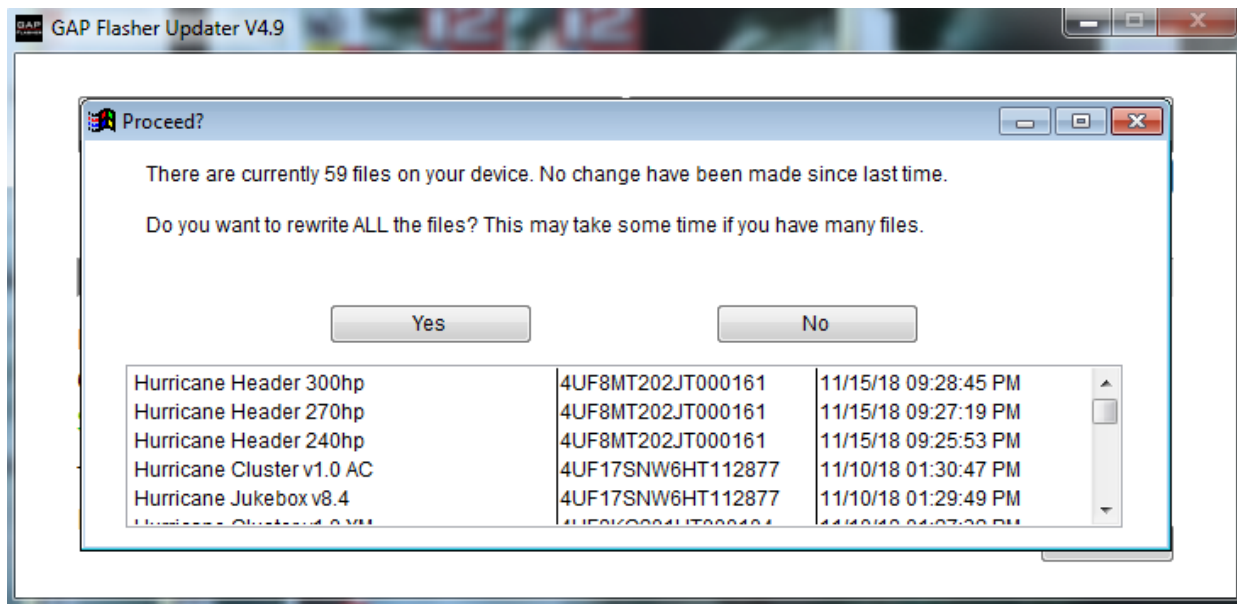 GAP FLASHER GAP Flasher Updater V4.9
Proceed?
There are currently 59 files on your device. No change have been made since last time.
Do you want to rewrite ALL the files? This may take some time if you have many files.
Yes No
Hurricane Header 300hp 4UF8MT202JT000161 11/15/18 09:28:45 PM
Hurricane Header 270hp 4UF8MT202JT000161 11/15/18 09:27:19 PM
Hurricane Header 240hp 4UF8MT202JT000161 11/15/18 09:25:53 PM
Hurricane Cluster v1.0 AC 4UF17SNW6HT112877 11/10/18 01:30:47 PM
Hurricane Jukebox v8.4 4UF17SNW6HT112877 11/10/18 01:29:49 PM